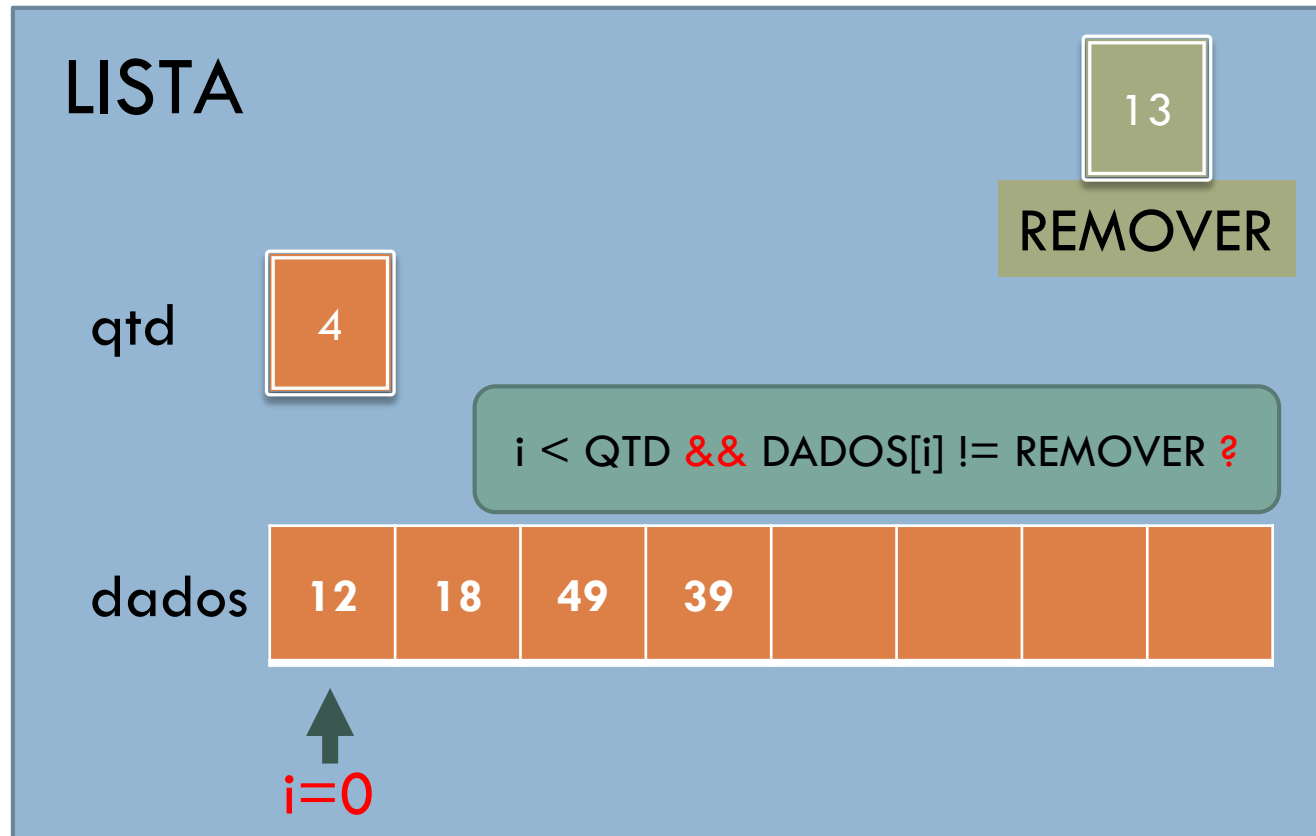 LISTA
13
REMOVER
qtd
4
i < QTD && DADOS[i] != REMOVER ?
dados 12 18 49 39
i=0